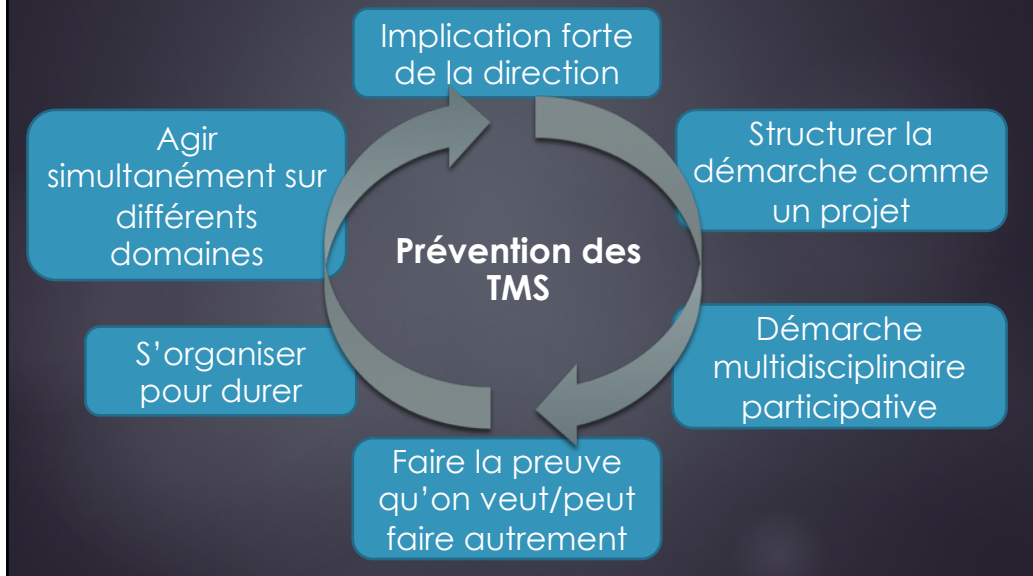 Implication forte
de la direction
Structurer la
démarche comme
un projet
Démarche
multidisciplinaire
participative
Faire la preuve
qu’on veut/peut
faire autrement
S’organiser
pour durer
Agir
simultanément sur
différents
domaines
Prévention des
TMS